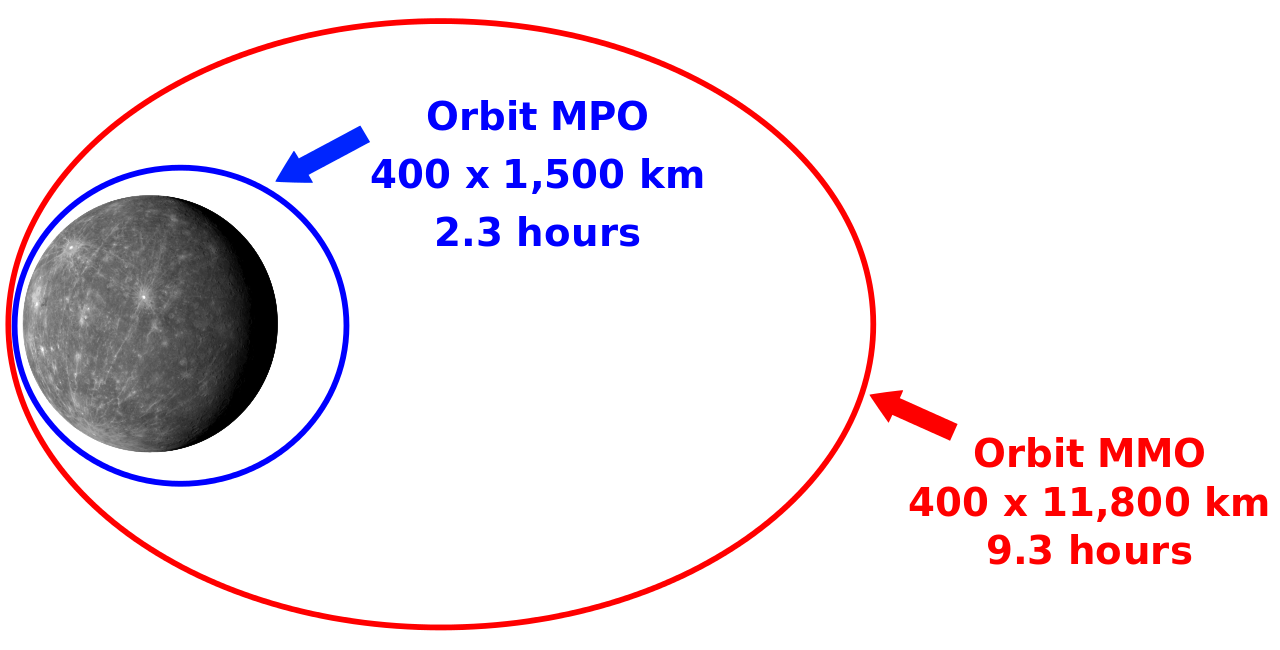 Orbit MPO
400 x 1,500 km
2.3 hours
Orbit MMO
400 x 11,800 km
9.3 hours